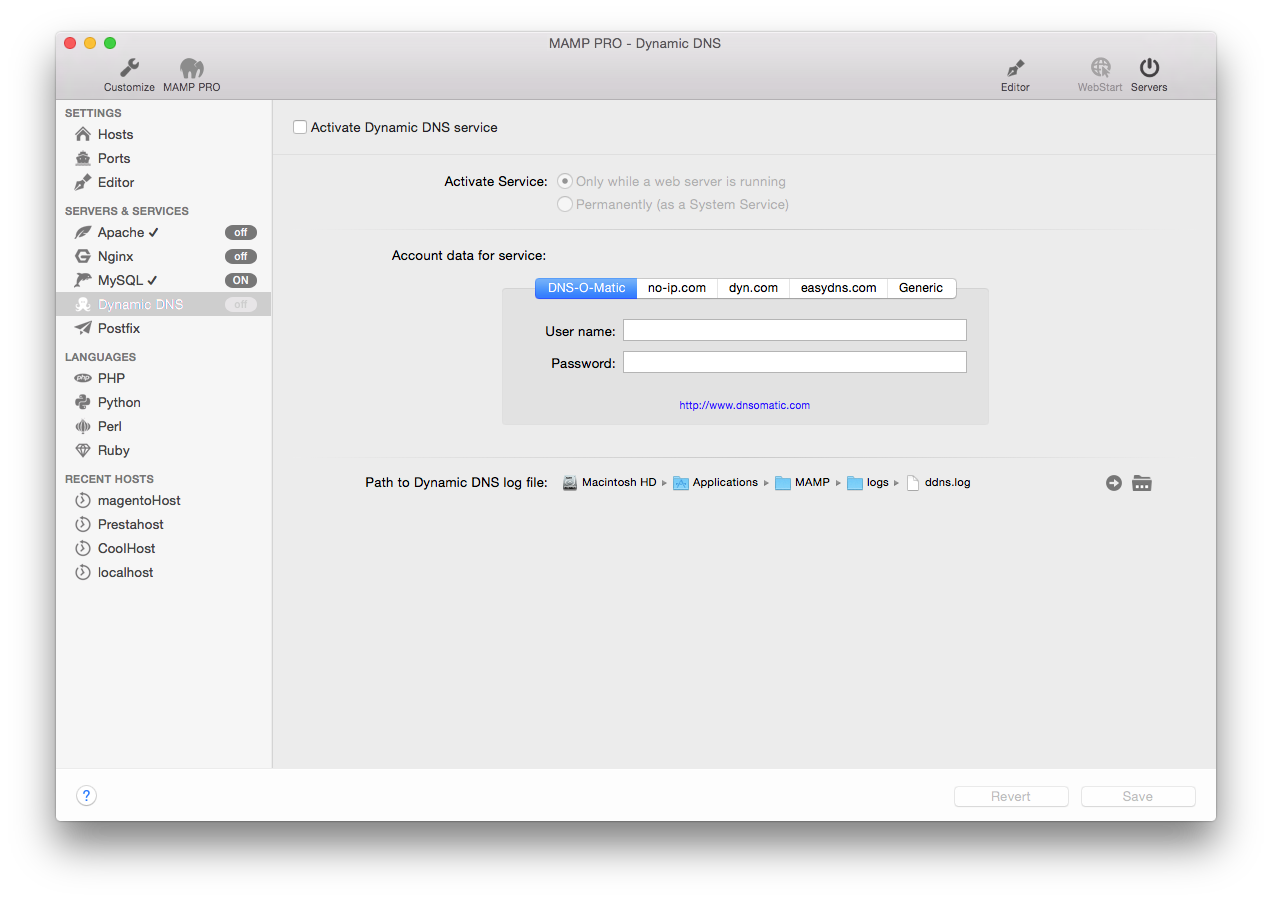 MAMP PRO - Dynamic DNS
Customize MAMP PRO Editor WebStart Servers
SETTINGS
Hosts
Ports
Editor
SERVERS & SERVICES
Apache ✓ off
Nginx off
MySQL ✓ ON
Dynamic DNS off
Postfix
LANGUAGES
php PHP
Python
Perl
Ruby
RECENT HOSTS
magentoHost
Prestahost
CoolHost
localhost
Activate Dynamic DNS service
Activate Service: Only while a web server is running
Permanently (as a System Service)
Account data for service:
DNS-O-Matic no-ip.com dyn.com easydns.com Generic
User name:
Password:
http://www.dnsomatic.com
Path to Dynamic DNS log file: Macintosh HD ▸ Applications ▸ MAMP ▸ logs ▸ ddns.log
? Revert Save